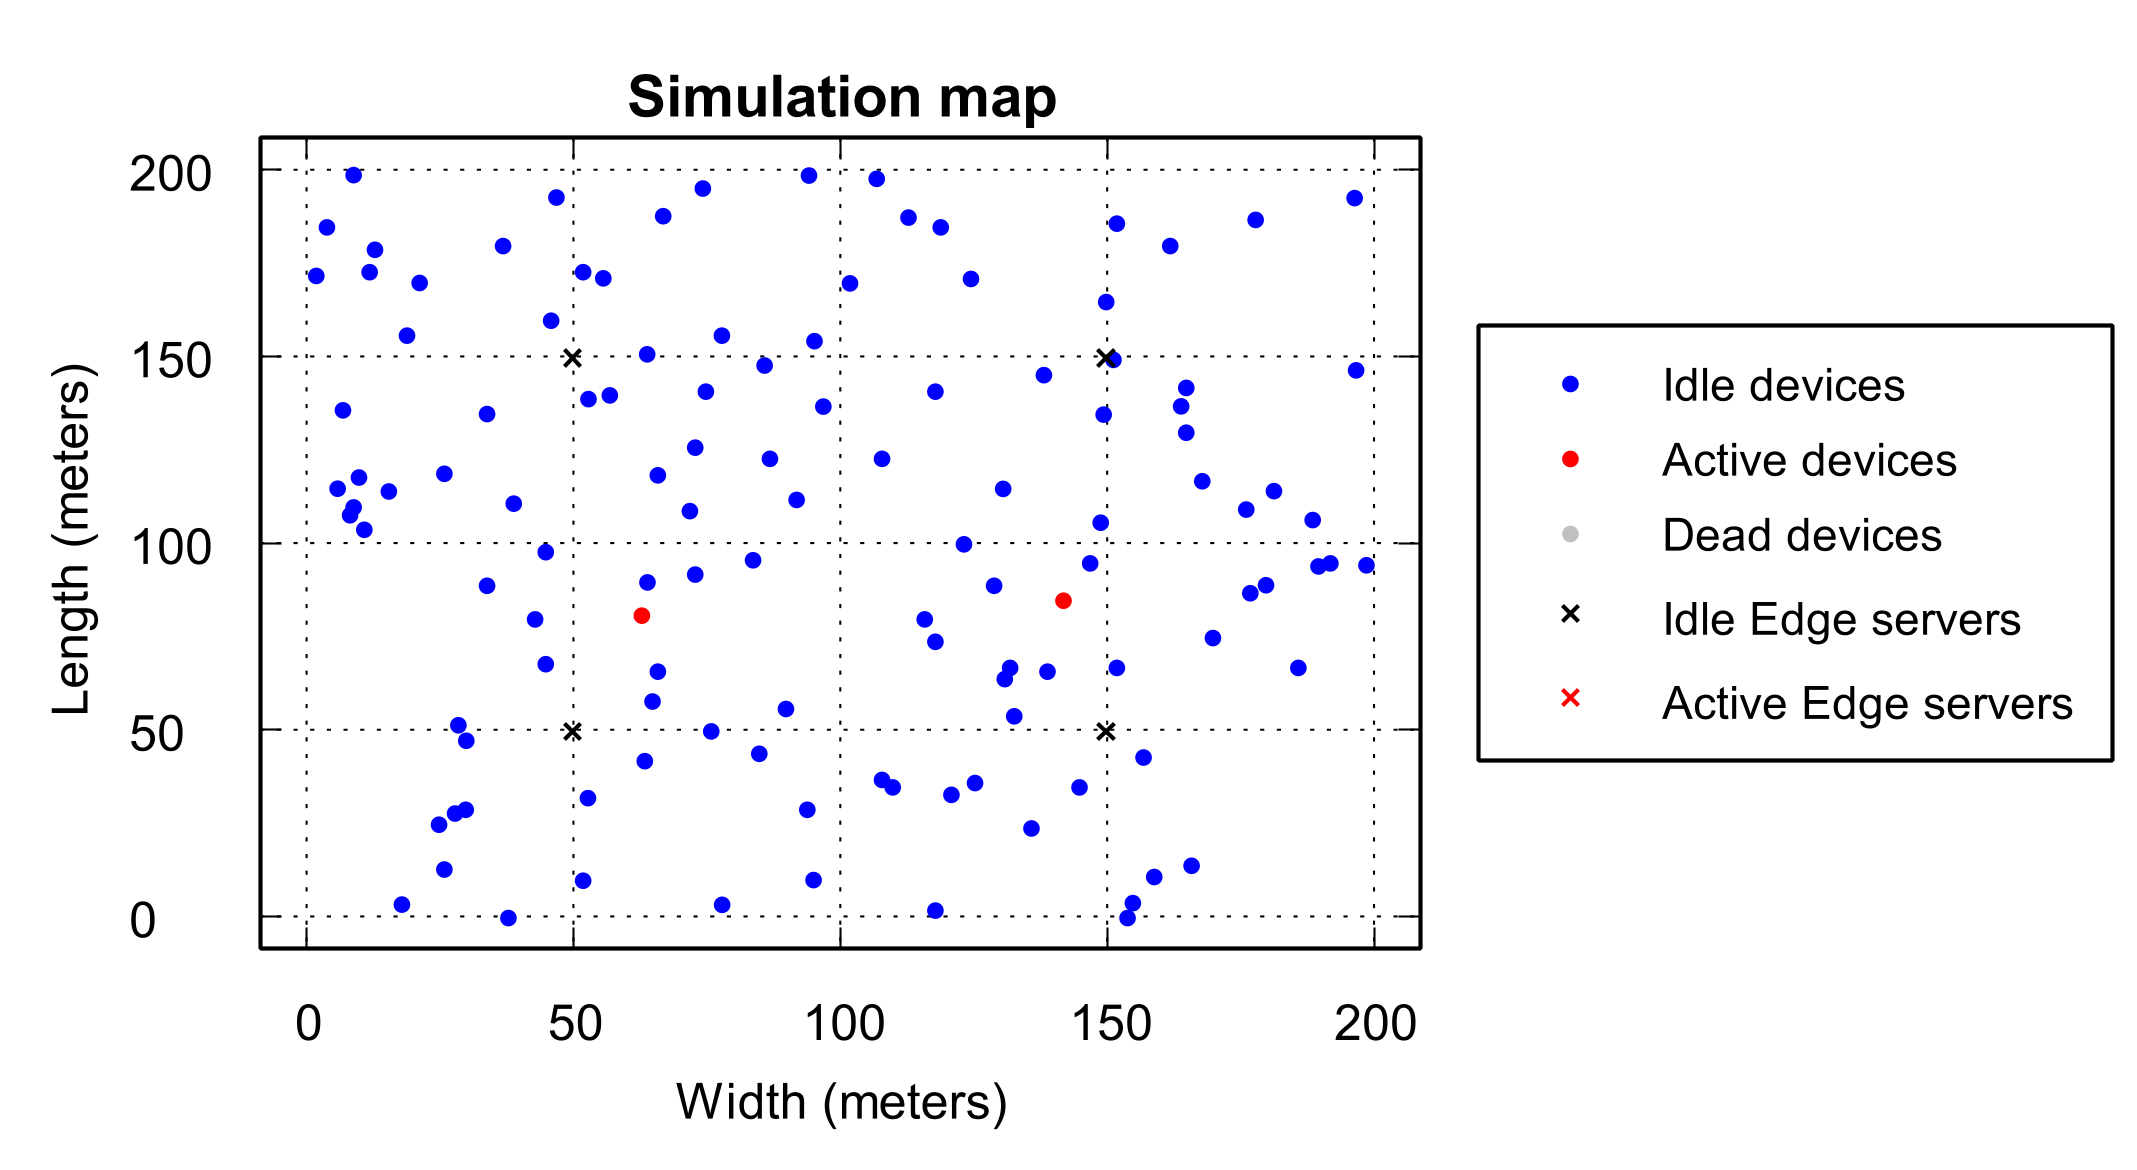 Simulation map
200
150
100
50
0
Length (meters)
0 50 100 150 200
Width (meters)
Idle devices
Active devices
Dead devices
Idle Edge servers
Active Edge servers